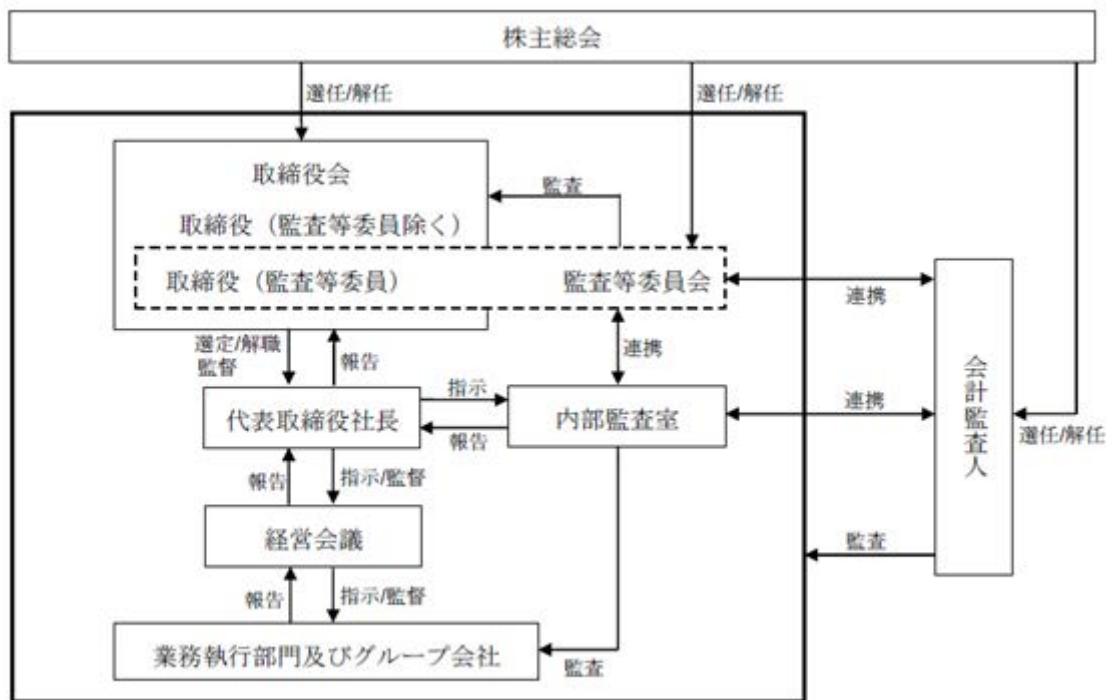 株主総会
選任/解任
選任/解任
取締役会
監査
取締役（監査等委員除く）
取締役（監査等委員）
監査等委員会
連携
選定/解職
監督
報告
連携
会計監査人
指示
代表取締役社長
内部監査室
連携
報告
選任/解任
報告
指示/監督
経営会議
監査
報告
指示/監督
業務執行部門及びグループ会社
監査